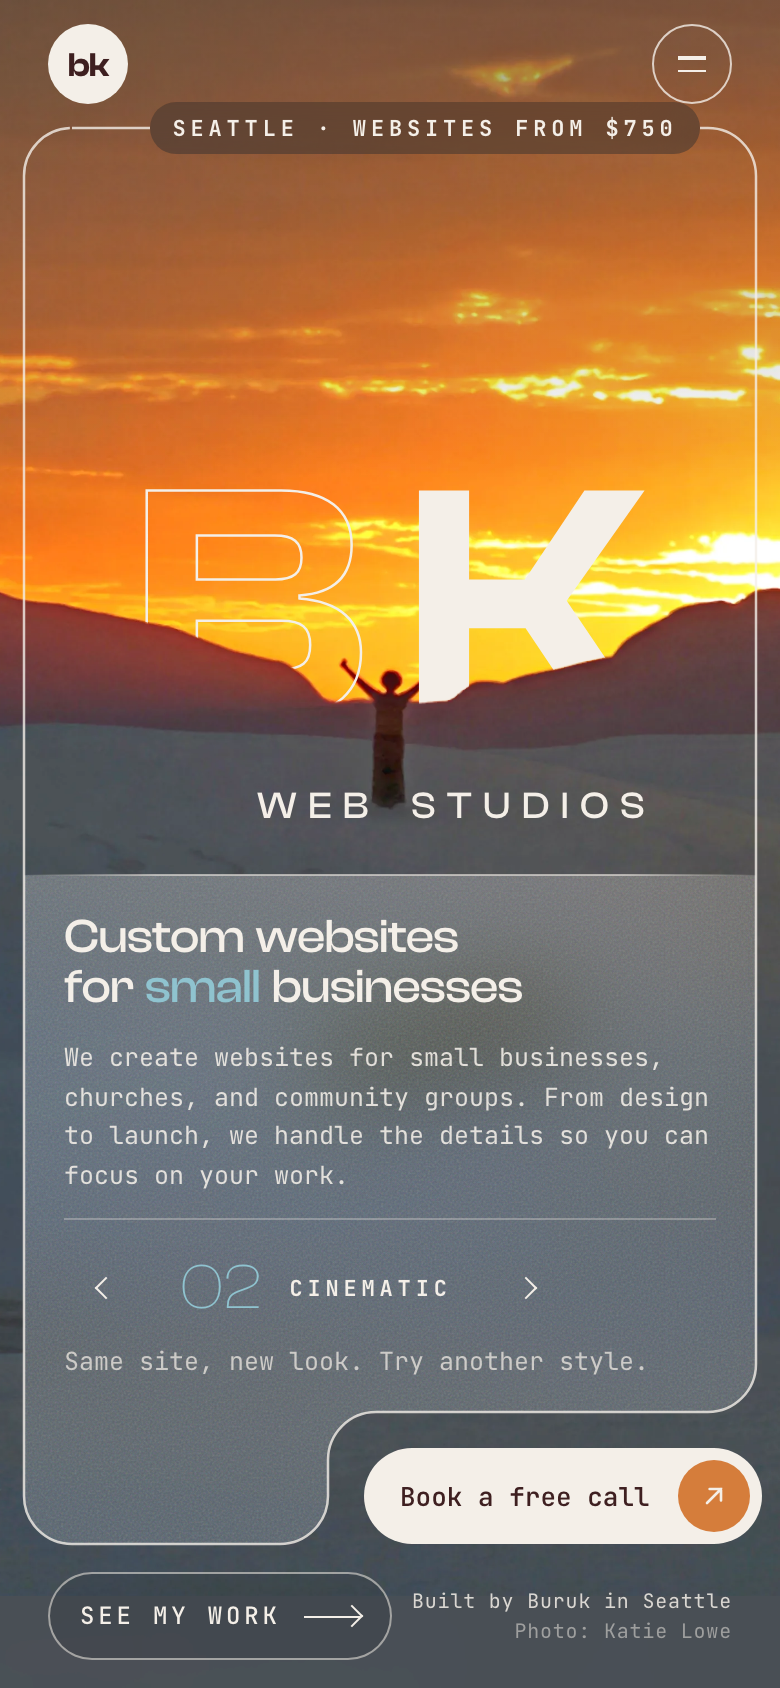 bk
SEATTLE · WEBSITES FROM $750
BK
WEB STUDIOS
Custom websites
for small businesses
We create websites for small businesses,
churches, and community groups. From design
to launch, we handle the details so you can
focus on your work.
02 CINEMATIC
Same site, new look. Try another style.
Book a free call
SEE MY WORK
Built by Buruk in Seattle
Photo: Katie Lowe